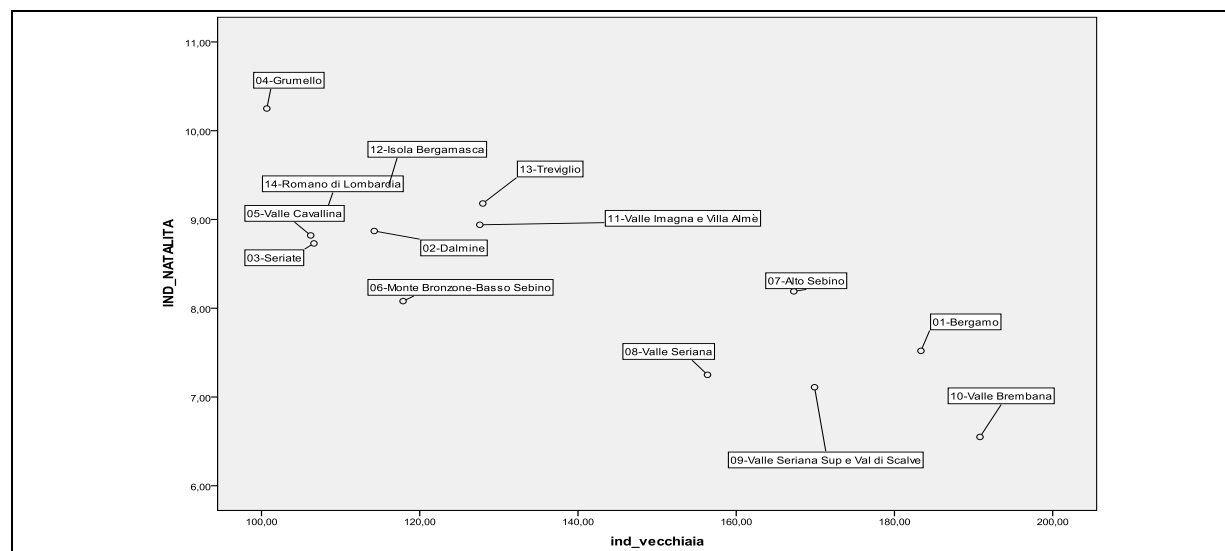 11,00
04-Grumello
10,00
12-Isola Bergamasca
13-Treviglio
14-Romano di Lombardia
05-Valle Cavallina
11-Valle Imagna e Villa Almè
9,00
02-Dalmine
03-Seriate
IND_NATALITA
07-Alto Sebino
06-Monte Bronzone-Basso Sebino
8,00
01-Bergamo
08-Valle Seriana
10-Valle Brembana
7,00
09-Valle Seriana Sup e Val di Scalve
6,00
100,00 120,00 140,00 160,00 180,00 200,00
ind_vecchiaia